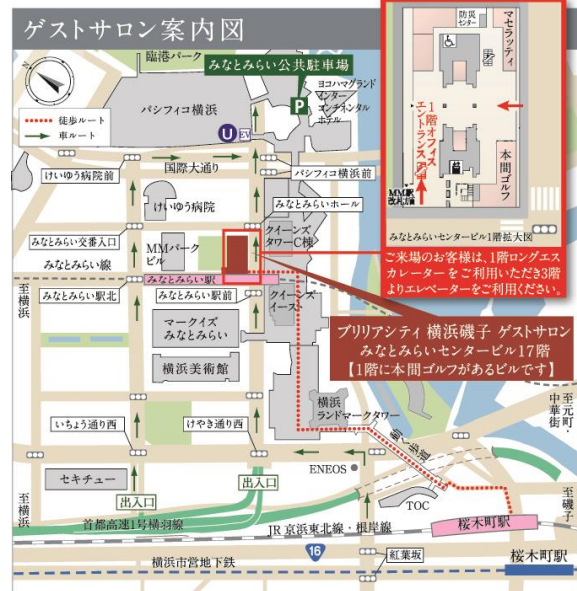 ゲストサロン案内図
臨港パーク
みなとみらい公共駐車場
P
パシフィコ横浜
ヨコハマグランド
インター
コンチネンタル
ホテル
徒歩ルート
車ルート
U
EV
国際大通り
けいゆう病院前
パシフィコ横浜前
けいゆう病院
みなとみらいホール
みなとみらい交番入口
MMパーク
ビル
クイーンズ
タワーC棟
みなとみらい線
至横浜
みなとみらい駅
みなとみらい駅北
みなとみらい駅前
クイーンズ
イースト
マークイズ
みなとみらい
横浜美術館
横浜
ランドマークタワー
いちょう通り西
けやき通り西
動く歩道
至元町・
中華街
ENEOS
セキチュー
出入口
出入口
TOC
至横浜
至磯子
首都高速1号横羽線
JR京浜東北線・根岸線
桜木町駅
16
紅葉坂
横浜市営地下鉄
桜木町駅
防災
センター
マセラッティ
1階オフィス
エントランス
本間ゴルフ
MM駅
改札方面
みなとみらいセンタービル1階拡大図
ご来場のお客様は、1階ロングエス
カレーターをご利用いただき3階
よりエレベーターをご利用ください。
ブリリアシティ 横浜磯子 ゲストサロン
みなとみらいセンタービル17階
【1階に本間ゴルフがあるビルです】